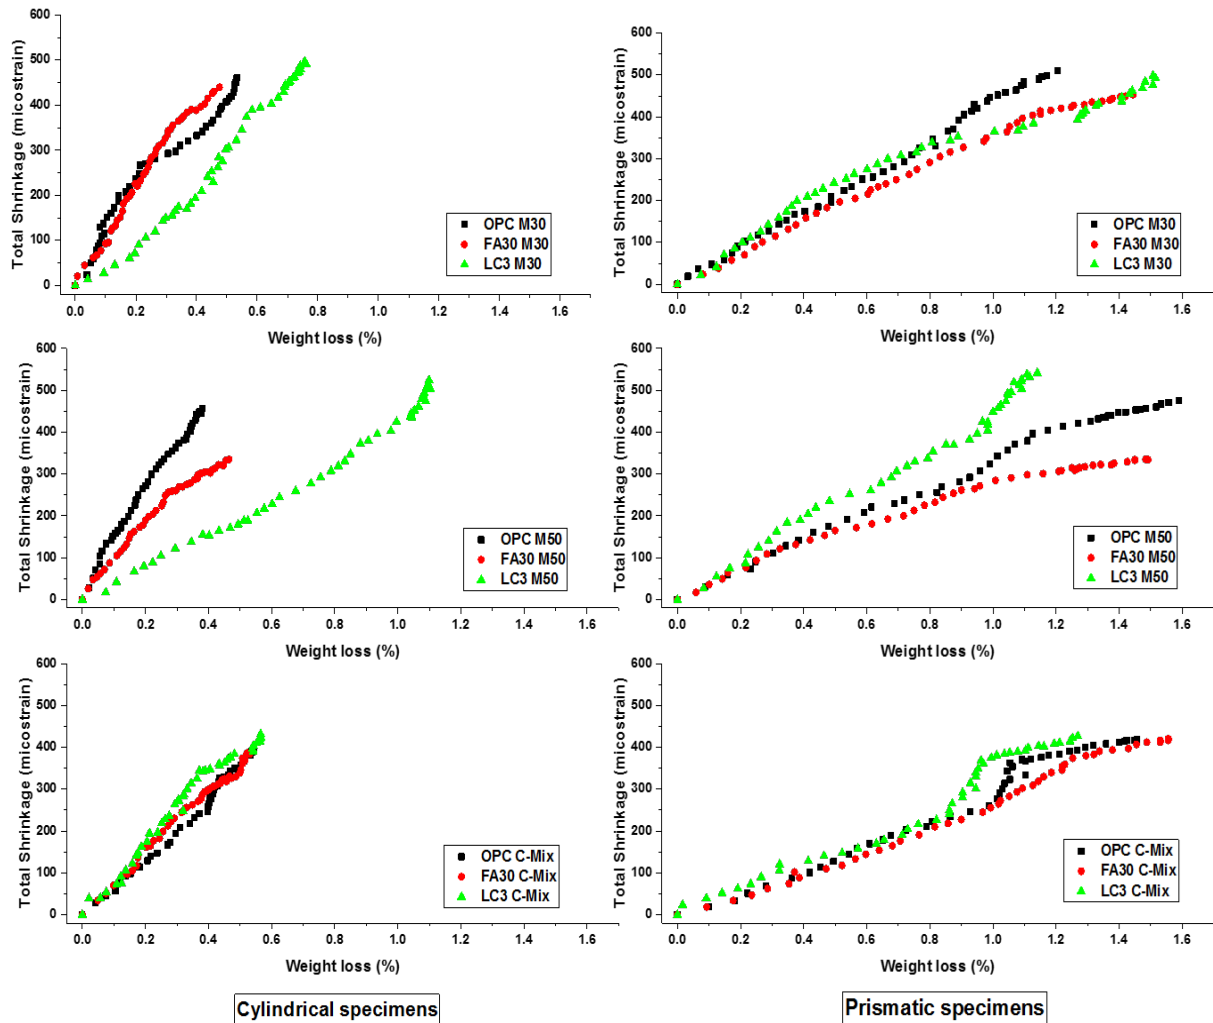 Total Shrinkage (micostrain)
600
500
400
300
200
100
0
0.0 0.2 0.4 0.6 0.8 1.0 1.2 1.4 1.6
Weight loss (%)
OPC M30
FA30 M30
LC3 M30
Total Shrinkage (micostrain)
600
500
400
300
200
100
0
0.0 0.2 0.4 0.6 0.8 1.0 1.2 1.4 1.6
Weight loss (%)
OPC M30
FA30 M30
LC3 M30
Total Shrinkage (micostrain)
600
500
400
300
200
100
0
0.0 0.2 0.4 0.6 0.8 1.0 1.2 1.4 1.6
Weight loss (%)
OPC M50
FA30 M50
LC3 M50
Total Shrinkage (micostrain)
600
500
400
300
200
100
0
0.0 0.2 0.4 0.6 0.8 1.0 1.2 1.4 1.6
Weight loss (%)
OPC M50
FA30 M50
LC3 M50
Total Shrinkage (micostrain)
600
500
400
300
200
100
0
0.0 0.2 0.4 0.6 0.8 1.0 1.2 1.4 1.6
Weight loss (%)
OPC C-Mix
FA30 C-Mix
LC3 C-Mix
Total Shrinkage (micostrain)
600
500
400
300
200
100
0
0.0 0.2 0.4 0.6 0.8 1.0 1.2 1.4 1.6
Weight loss (%)
OPC C-Mix
FA30 C-Mix
LC3 C-Mix
Cylindrical specimens
Prismatic specimens